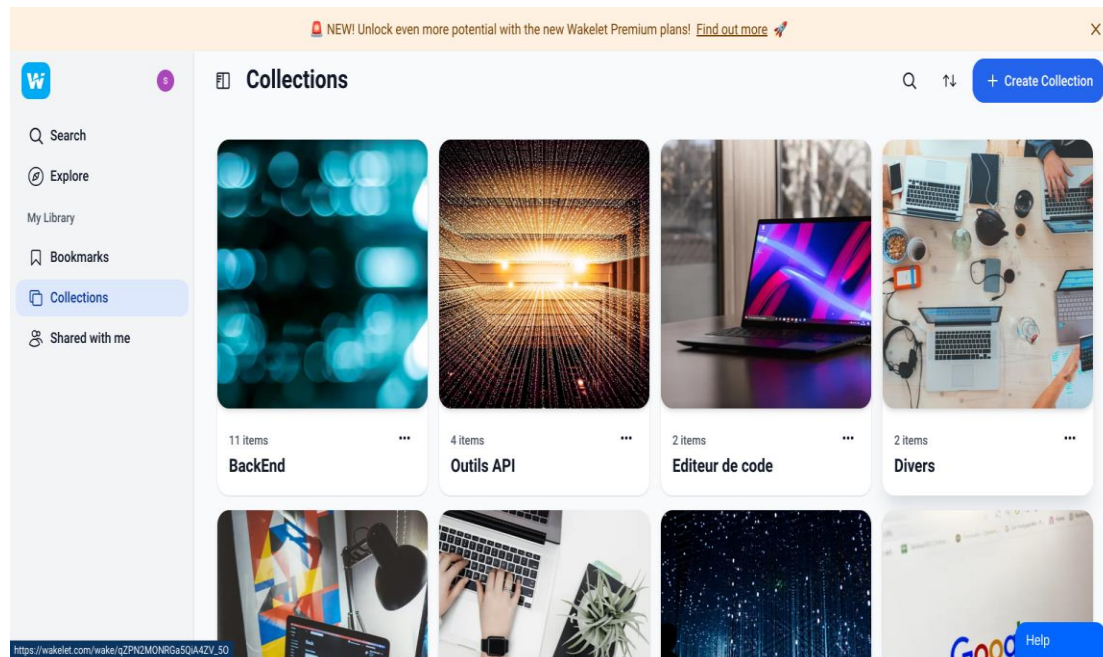 🚨 NEW! Unlock even more potential with the new Wakelet Premium plans! Find out more 🚀
S
Collections
+ Create Collection
Search
Explore
My Library
Bookmarks
Collections
Shared with me
11 items
BackEnd
4 items
Outils API
2 items
Editeur de code
2 items
Divers
Goog
Help
https://wakelet.com/wake/qZPN2MONRGa5QiA4ZV_5O